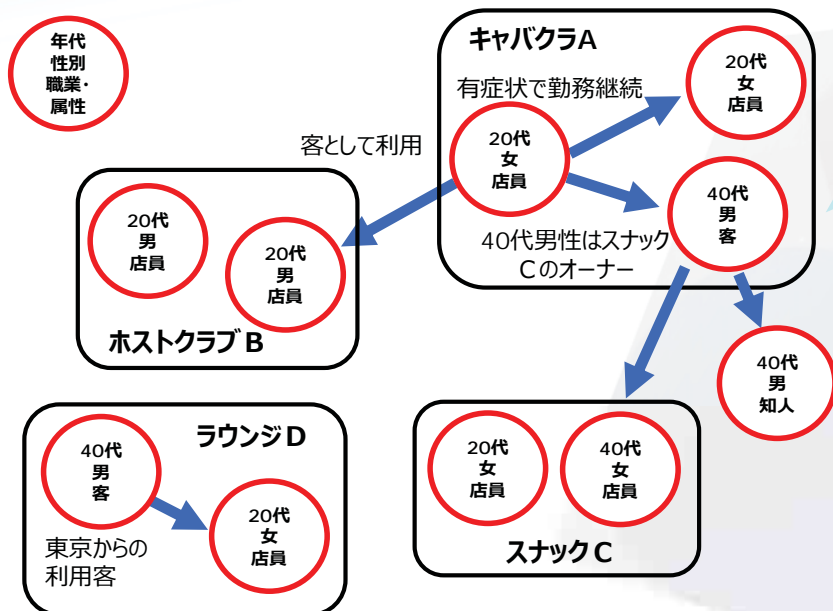 年代
性別
職業・
属性
キャバクラA
有症状で勤務継続
20代
女
店員
20代
女
店員
客として利用
40代
男
客
40代男性はスナック
Cのオーナー
20代
男
店員
20代
男
店員
ホストクラブB
40代
男
知人
ラウンジD
40代
男
客
20代
女
店員
東京からの
利用客
20代
女
店員
40代
女
店員
スナックC